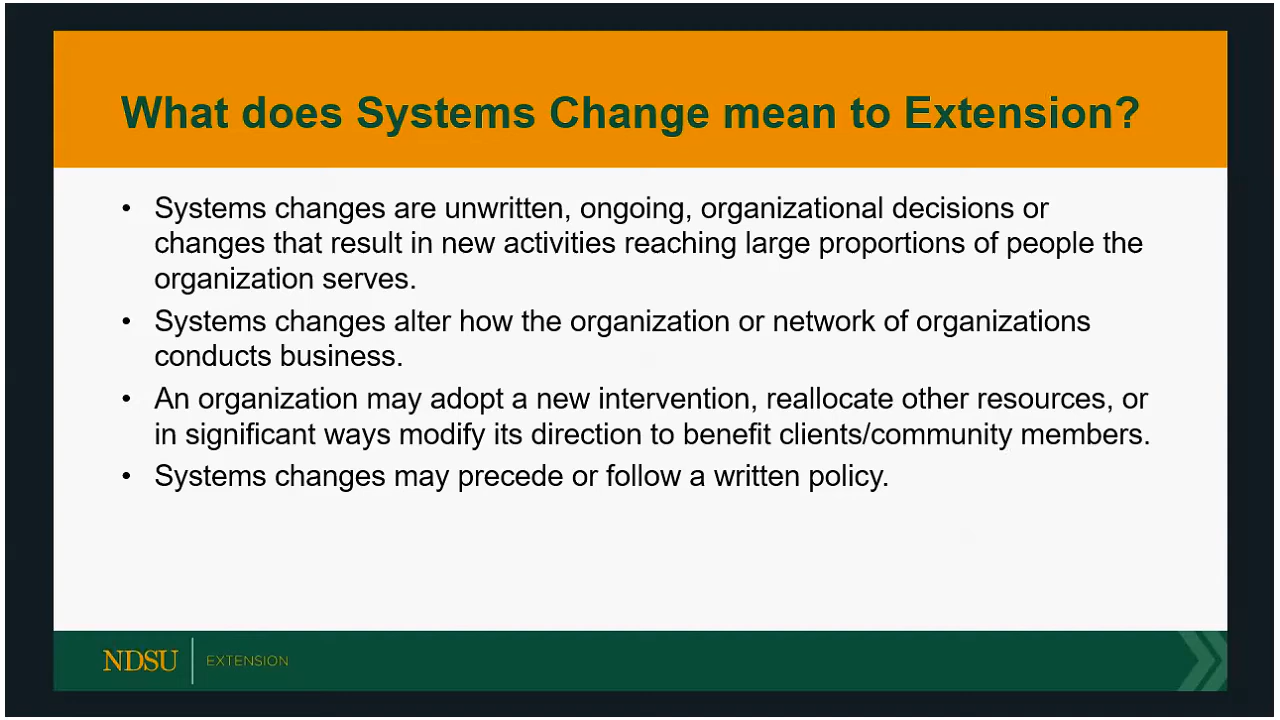 What does Systems Change mean to Extension?
• Systems changes are unwritten, ongoing, organizational decisions or
changes that result in new activities reaching large proportions of people the
organization serves.
• Systems changes alter how the organization or network of organizations
conducts business.
• An organization may adopt a new intervention, reallocate other resources, or
in significant ways modify its direction to benefit clients/community members.
• Systems changes may precede or follow a written policy.
NDSU EXTENSION